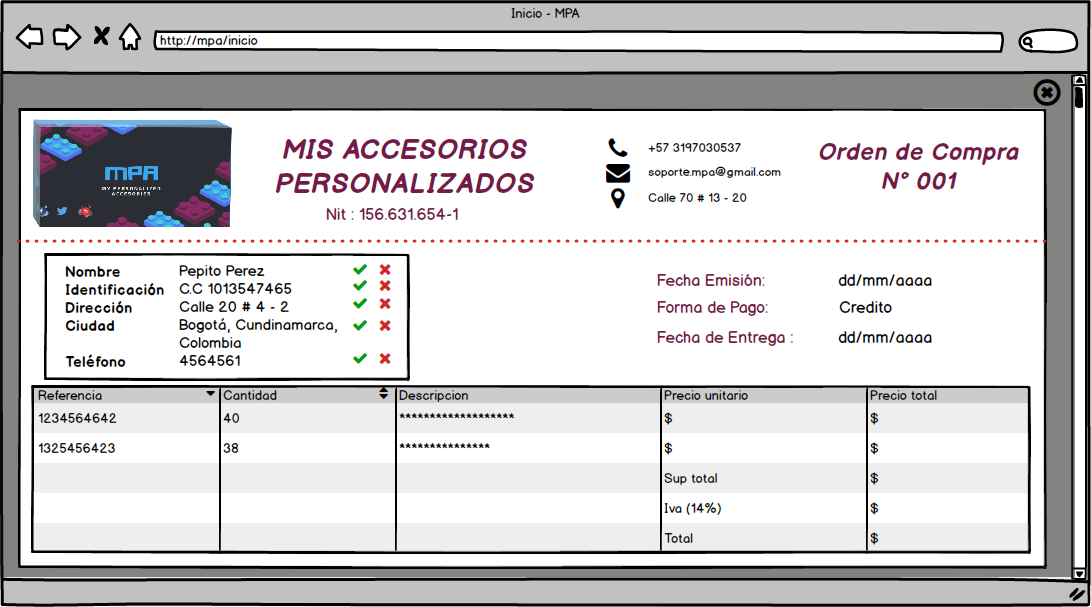 Inicio - MPA
http://mpa/inicio
MPA
MY PERSONALIZED
ACCESORIES
MIS ACCESORIOS
PERSONALIZADOS
Nit : 156.631.654-1
+57 3197030537
soporte.mpa@gmail.com
Calle 70 # 13 - 20
Orden de Compra
N° 001
Nombre Pepito Perez
Identificación C.C 1013547465
Dirección Calle 20 # 4 - 2
Ciudad Bogotá, Cundinamarca,
Colombia
Teléfono 4564561
Fecha Emisión: dd/mm/aaaa
Forma de Pago: Credito
Fecha de Entrega : dd/mm/aaaa
Referencia Cantidad Descripcion Precio unitario Precio total
1234564642 40 ******************* $ $
1325456423 38 *************** $ $
Sup total $
Iva (14%) $
Total $